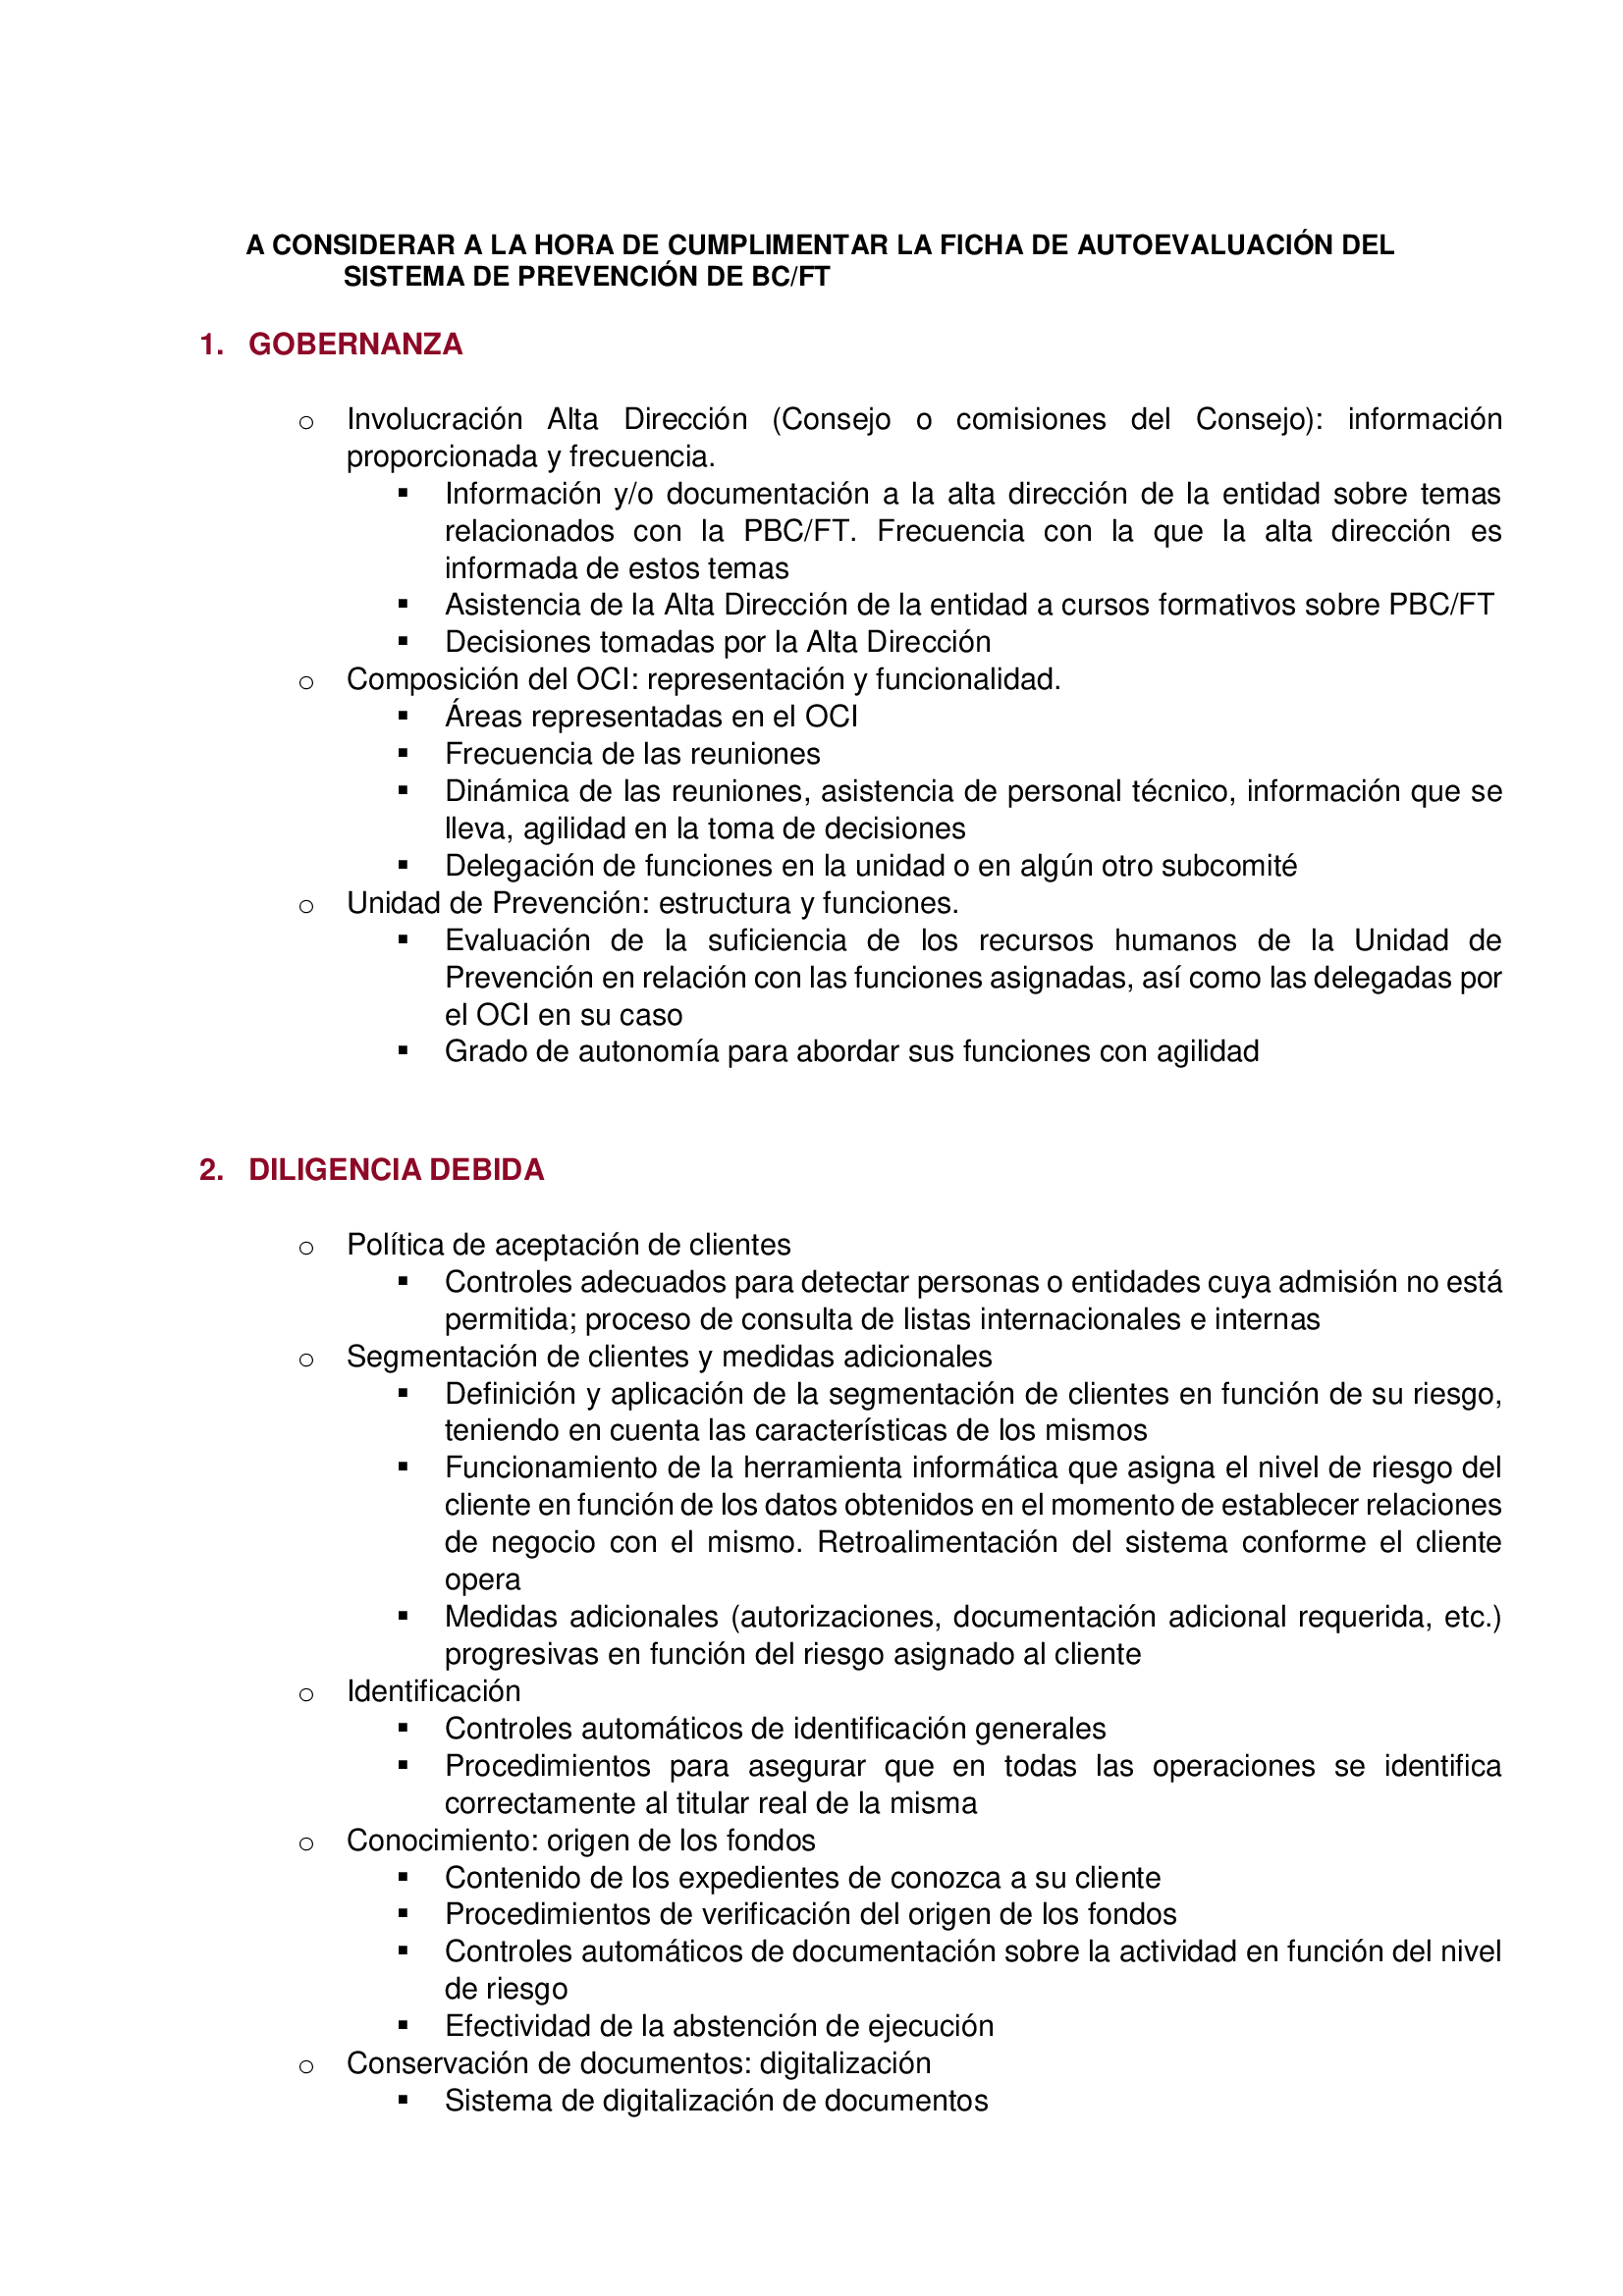 A CONSIDERAR A LA HORA DE CUMPLIMENTAR LA FICHA DE AUTOEVALUACIÓN DEL
SISTEMA DE PREVENCIÓN DE BC/FT
1. GOBERNANZA
o Involucración Alta Dirección (Consejo o comisiones del Consejo): información
proporcionada y frecuencia.
▪ Información y/o documentación a la alta dirección de la entidad sobre temas
relacionados con la PBC/FT. Frecuencia con la que la alta dirección es
informada de estos temas
▪ Asistencia de la Alta Dirección de la entidad a cursos formativos sobre PBC/FT
▪ Decisiones tomadas por la Alta Dirección
o Composición del OCI: representación y funcionalidad.
▪ Áreas representadas en el OCI
▪ Frecuencia de las reuniones
▪ Dinámica de las reuniones, asistencia de personal técnico, información que se
lleva, agilidad en la toma de decisiones
▪ Delegación de funciones en la unidad o en algún otro subcomité
o Unidad de Prevención: estructura y funciones.
▪ Evaluación de la suficiencia de los recursos humanos de la Unidad de
Prevención en relación con las funciones asignadas, así como las delegadas por
el OCI en su caso
▪ Grado de autonomía para abordar sus funciones con agilidad
2. DILIGENCIA DEBIDA
o Política de aceptación de clientes
▪ Controles adecuados para detectar personas o entidades cuya admisión no está
permitida; proceso de consulta de listas internacionales e internas
o Segmentación de clientes y medidas adicionales
▪ Definición y aplicación de la segmentación de clientes en función de su riesgo,
teniendo en cuenta las características de los mismos
▪ Funcionamiento de la herramienta informática que asigna el nivel de riesgo del
cliente en función de los datos obtenidos en el momento de establecer relaciones
de negocio con el mismo. Retroalimentación del sistema conforme el cliente
opera
▪ Medidas adicionales (autorizaciones, documentación adicional requerida, etc.)
progresivas en función del riesgo asignado al cliente
o Identificación
▪ Controles automáticos de identificación generales
▪ Procedimientos para asegurar que en todas las operaciones se identifica
correctamente al titular real de la misma
o Conocimiento: origen de los fondos
▪ Contenido de los expedientes de conozca a su cliente
▪ Procedimientos de verificación del origen de los fondos
▪ Controles automáticos de documentación sobre la actividad en función del nivel
de riesgo
▪ Efectividad de la abstención de ejecución
o Conservación de documentos: digitalización
▪ Sistema de digitalización de documentos